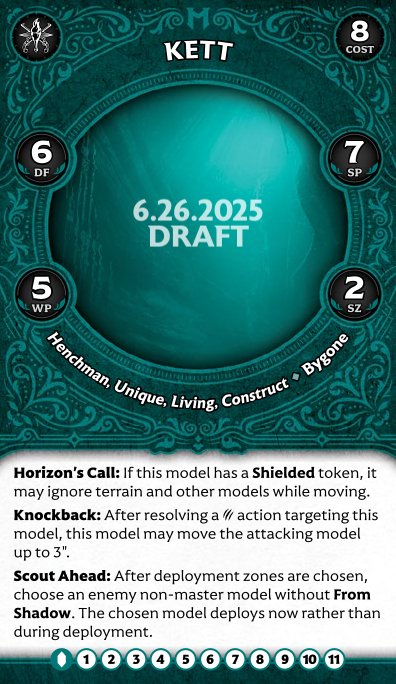 M
KETT
8
COST
6
DF
7
SP
6.26.2025
DRAFT
5
WP
2
SZ
Henchman, Unique, Living, Construct ⬥ Bygone
Horizon's Call: If this model has a Shielded token, it
may ignore terrain and other models while moving.
Knockback: After resolving a action targeting this
model, this model may move the attacking model
up to 3".
Scout Ahead: After deployment zones are chosen,
choose an enemy non-master model without From
Shadow. The chosen model deploys now rather than
during deployment.
1 2 3 4 5 6 7 8 9 10 11